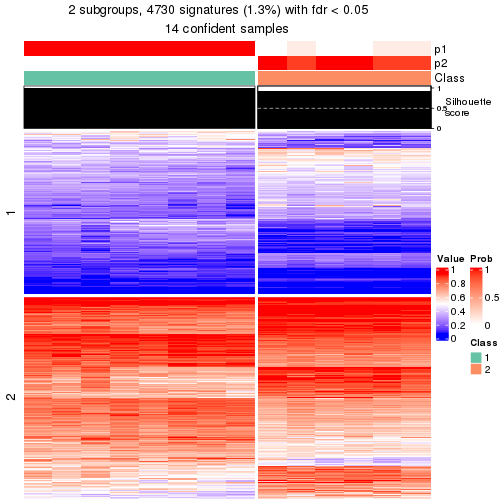 2 subgroups, 4730 signatures (1.3%) with fdr < 0.05
14 confident samples
p1
p2
Class
1
0.5
0
Silhouette
score
1
2
Value
1
0.8
0.6
0.4
0.2
0
Prob
1
0.5
0
Class
1
2